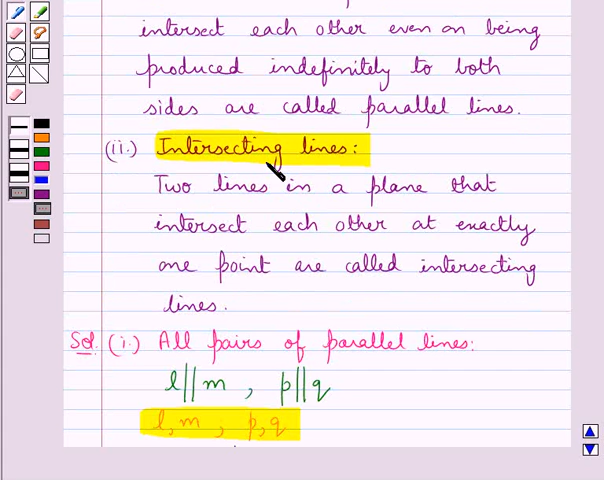 intersect each other even on being
produced indefinitely to both
sides are called parallel lines.
(ii.) Intersecting lines:
Two lines in a plane that
intersect each other at exactly
one point are called intersecting
lines.
Sol. (i.) All pairs of parallel lines:
l||m , p||q
l, m , p, q